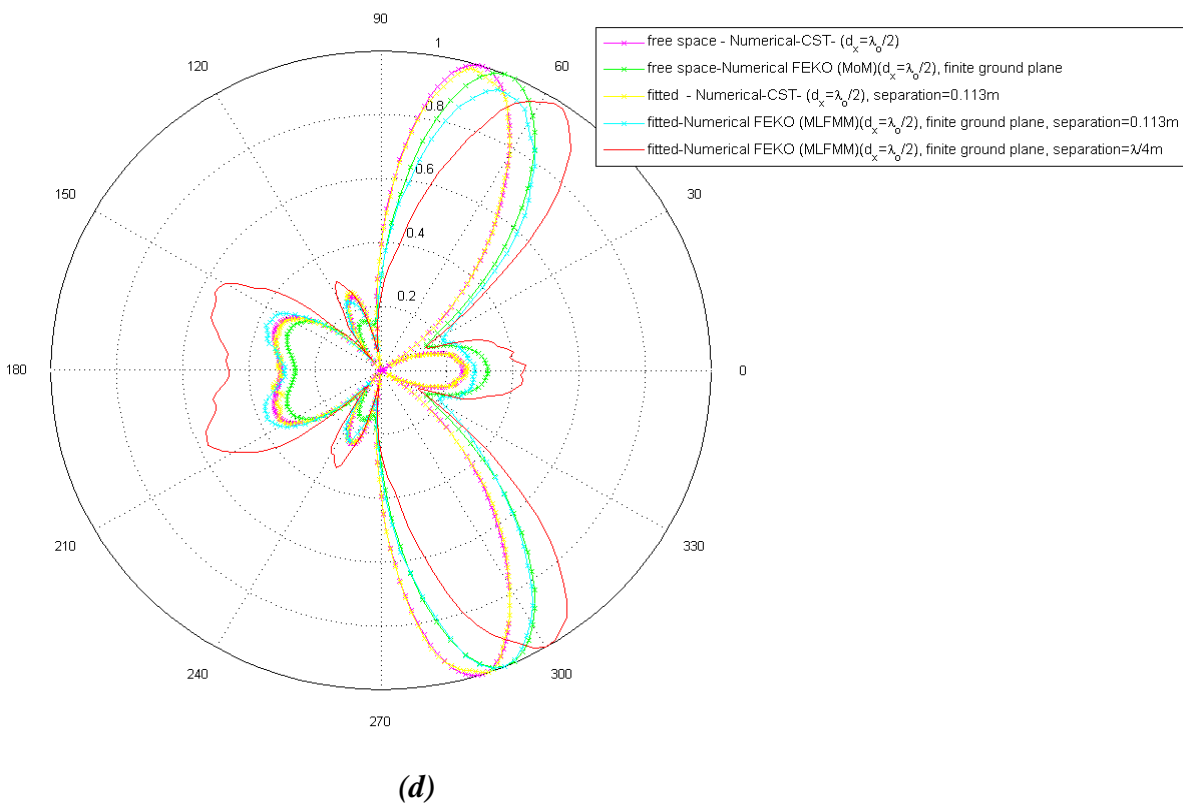 90
1
120
60
0.8
0.6
150
30
0.4
0.2
180
0
210
330
240
300
270
free space - Numerical-CST- (dₓ=λₒ/2)
free space-Numerical FEKO (MoM)(dₓ=λₒ/2), finite ground plane
fitted - Numerical-CST- (dₓ=λₒ/2), separation=0.113m
fitted-Numerical FEKO (MLFMM)(dₓ=λₒ/2), finite ground plane, separation=0.113m
fitted-Numerical FEKO (MLFMM)(dₓ=λₒ/2), finite ground plane, separation=λ/4m
(d)